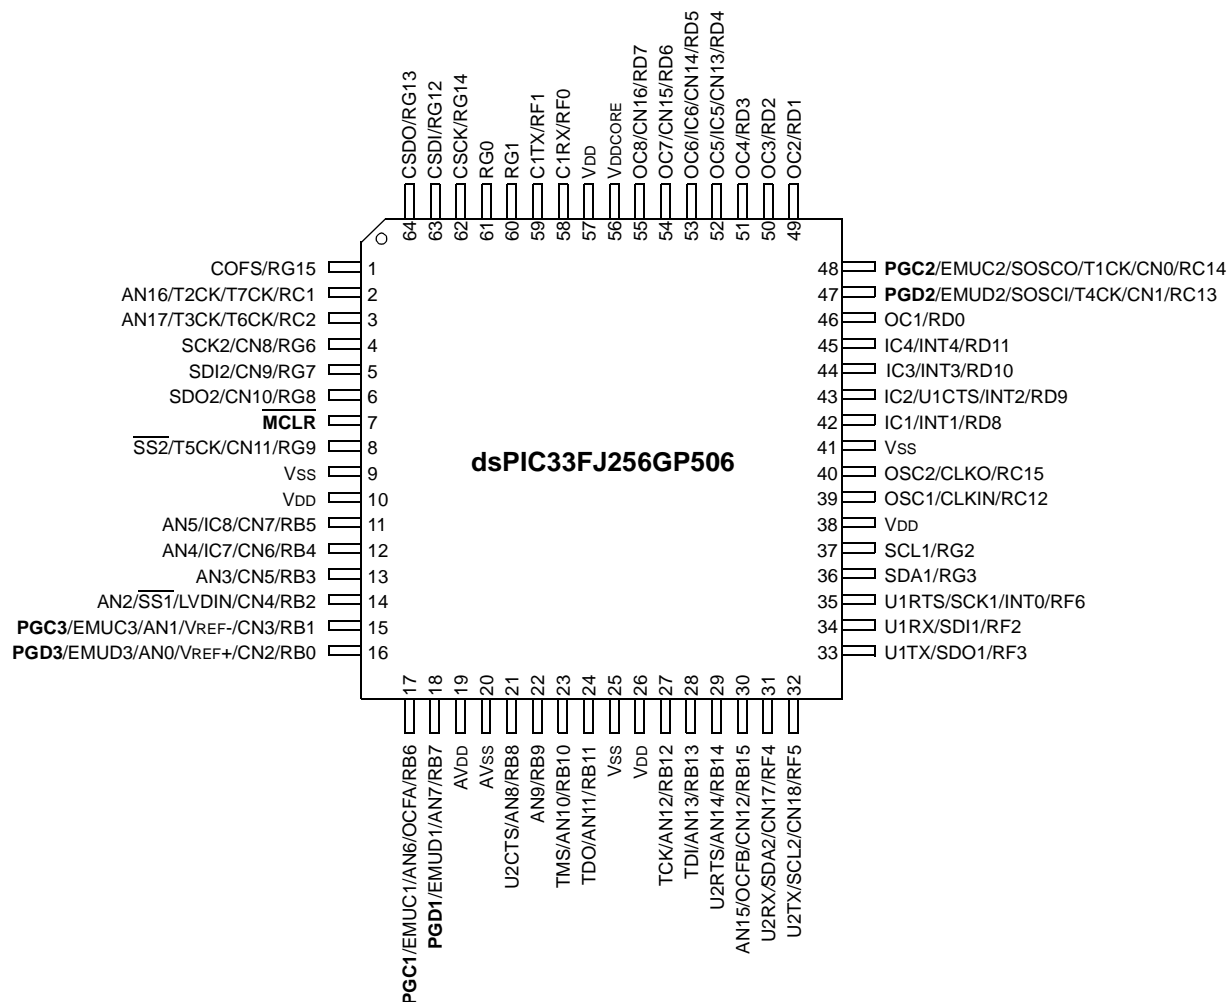 CSDO/RG13
CSDI/RG12
CSCK/RG14
RG0
RG1
C1TX/RF1
C1RX/RF0
VDD
VDDCORE
OC8/CN16/RD7
OC7/CN15/RD6
OC6/IC6/CN14/RD5
OC5/IC5/CN13/RD4
OC4/RD3
OC3/RD2
OC2/RD1
64 63 62 61 60 59 58 57 56 55 54 53 52 51 50 49
COFS/RG15 1
AN16/T2CK/T7CK/RC1 2
AN17/T3CK/T6CK/RC2 3
SCK2/CN8/RG6 4
SDI2/CN9/RG7 5
SDO2/CN10/RG8 6
MCLR 7
SS2/T5CK/CN11/RG9 8
VSS 9
VDD 10
AN5/IC8/CN7/RB5 11
AN4/IC7/CN6/RB4 12
AN3/CN5/RB3 13
AN2/SS1/LVDIN/CN4/RB2 14
PGC3/EMUC3/AN1/VREF-/CN3/RB1 15
PGD3/EMUD3/AN0/VREF+/CN2/RB0 16
dsPIC33FJ256GP506
48 PGC2/EMUC2/SOSCO/T1CK/CN0/RC14
47 PGD2/EMUD2/SOSCI/T4CK/CN1/RC13
46 OC1/RD0
45 IC4/INT4/RD11
44 IC3/INT3/RD10
43 IC2/U1CTS/INT2/RD9
42 IC1/INT1/RD8
41 VSS
40 OSC2/CLKO/RC15
39 OSC1/CLKIN/RC12
38 VDD
37 SCL1/RG2
36 SDA1/RG3
35 U1RTS/SCK1/INT0/RF6
34 U1RX/SDI1/RF2
33 U1TX/SDO1/RF3
17 18 19 20 21 22 23 24 25 26 27 28 29 30 31 32
PGC1/EMUC1/AN6/OCFA/RB6
PGD1/EMUD1/AN7/RB7
AVDD
AVSS
U2CTS/AN8/RB8
AN9/RB9
TMS/AN10/RB10
TDO/AN11/RB11
VSS
VDD
TCK/AN12/RB12
TDI/AN13/RB13
U2RTS/AN14/RB14
AN15/OCFB/CN12/RB15
U2RX/SDA2/CN17/RF4
U2TX/SCL2/CN18/RF5